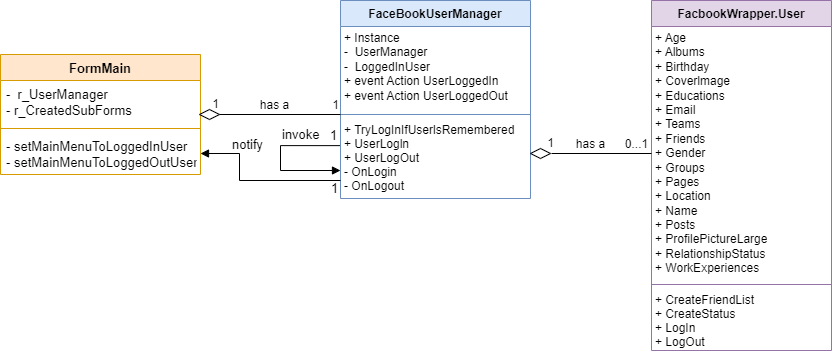 FormMain
- r_UserManager
- r_CreatedSubForms
- setMainMenuToLoggedInUser
- setMainMenuToLoggedOutUser
1
has a
1
notify
invoke
1
1
FaceBookUserManager
+ Instance
- UserManager
- LoggedInUser
+ event Action UserLoggedIn
+ event Action UserLoggedOut
+ TryLogInIfUserIsRemembered
+ UserLogIn
+ UserLogOut
- OnLogin
- OnLogout
1
has a
0...1
FacbookWrapper.User
+ Age
+ Albums
+ Birthday
+ CoverImage
+ Educations
+ Email
+ Teams
+ Friends
+ Gender
+ Groups
+ Pages
+ Location
+ Name
+ Posts
+ ProfilePictureLarge
+ RelationshipStatus
+ WorkExperiences
+ CreateFriendList
+ CreateStatus
+ LogIn
+ LogOut